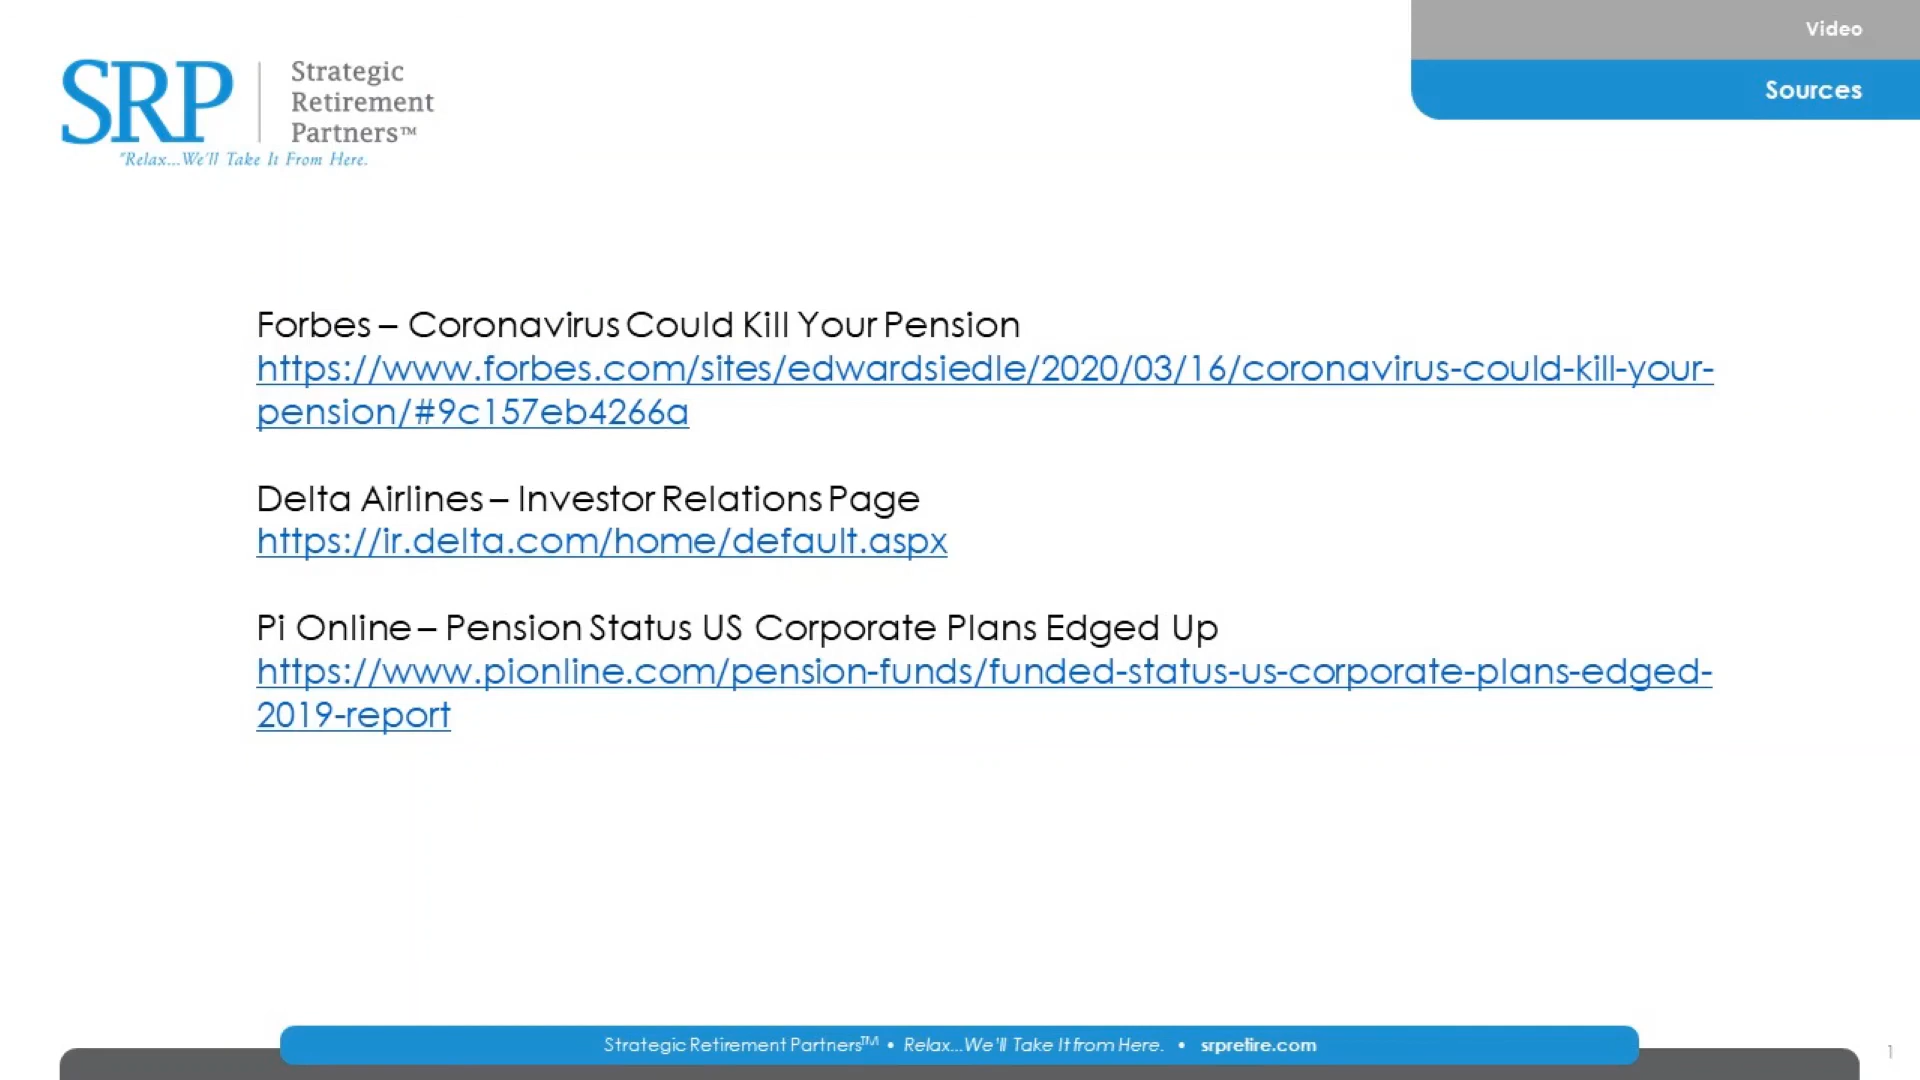 Video
Sources
SRP
Strategic
Retirement
Partners™
"Relax...We'll Take It From Here.
Forbes – Coronavirus Could Kill Your Pension
https://www.forbes.com/sites/edwardsiedle/2020/03/16/coronavirus-could-kill-your-
pension/#9c157eb4266a
Delta Airlines – Investor Relations Page
https://ir.delta.com/home/default.aspx
Pi Online – Pension Status US Corporate Plans Edged Up
https://www.pionline.com/pension-funds/funded-status-us-corporate-plans-edged-
2019-report
Strategic Retirement Partners™ • Relax...We'll Take It from Here. • srpretire.com
1